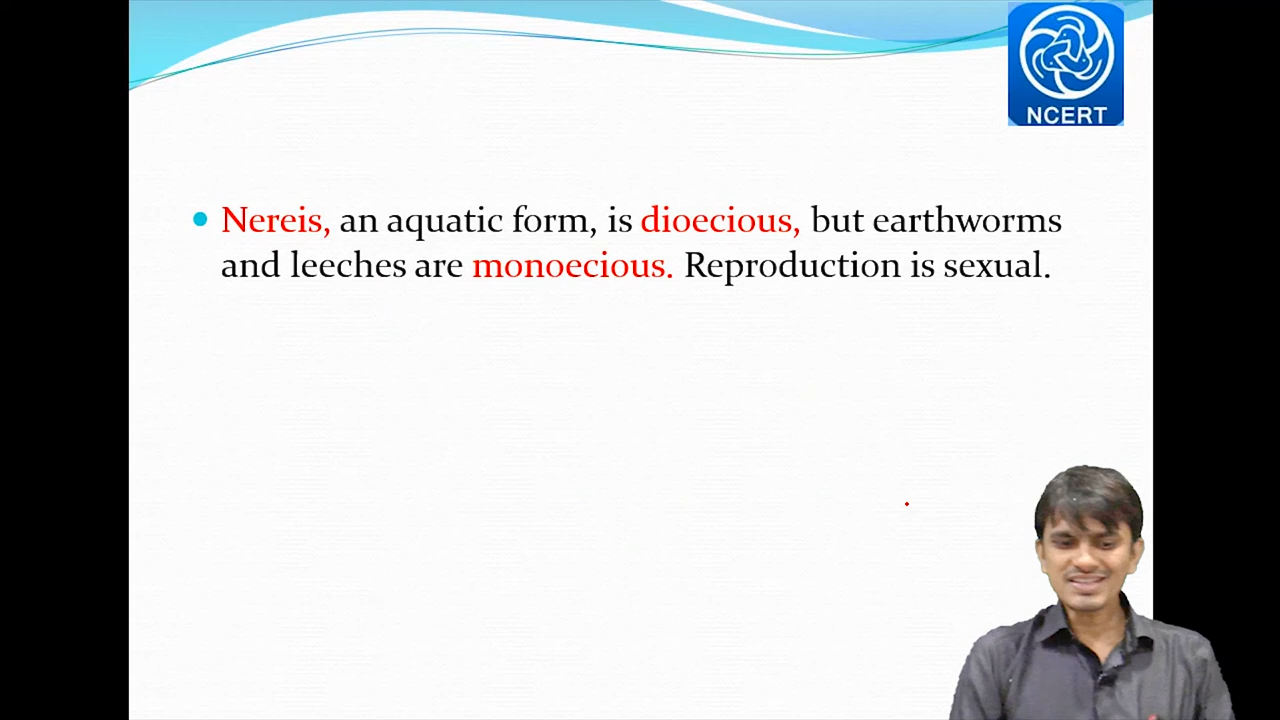 NCERT
Nereis, an aquatic form, is dioecious, but earthworms
and leeches are monoecious. Reproduction is sexual.